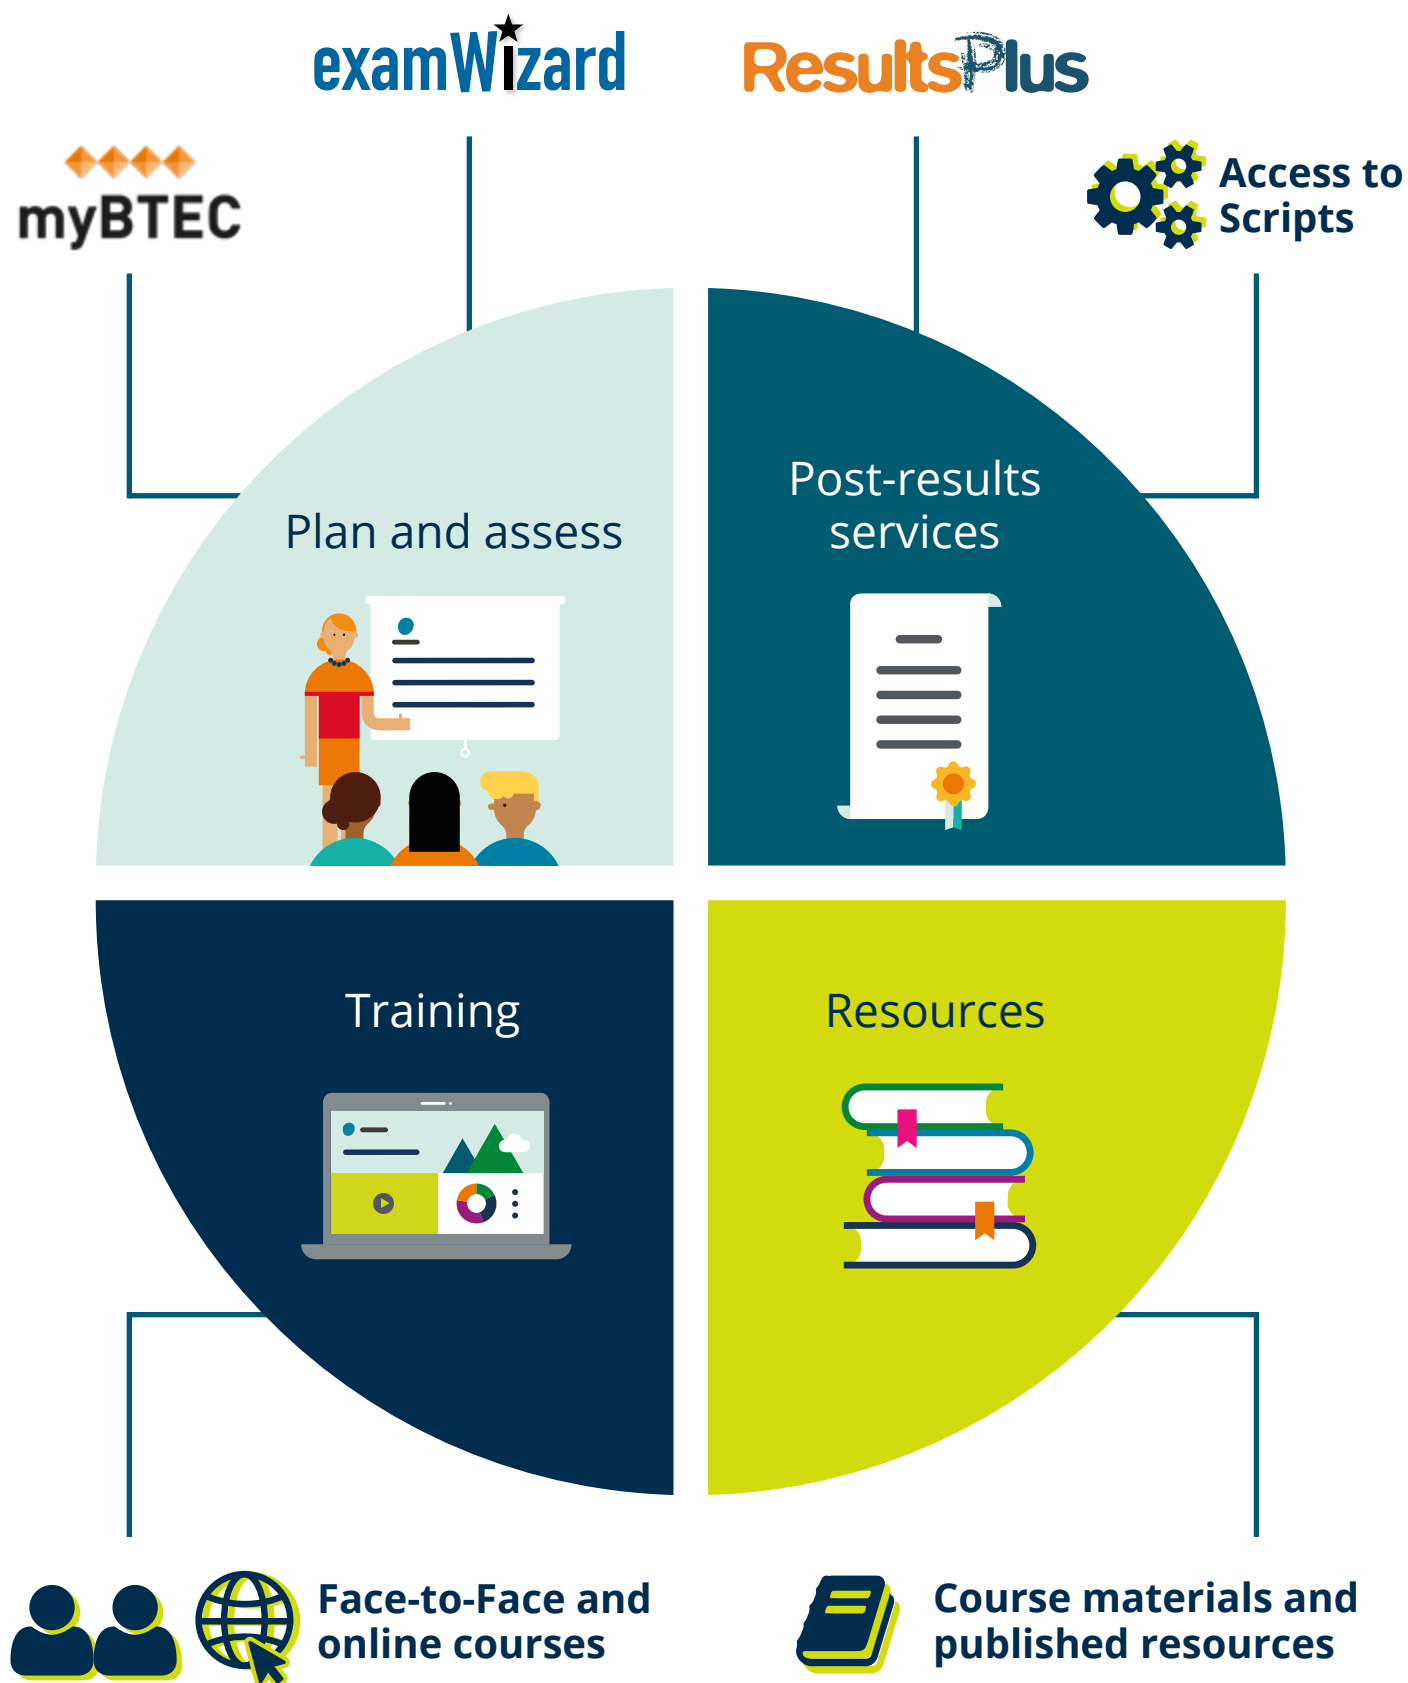 examWizard
ResultsPlus
myBTEC
Access to
Scripts
Plan and assess
Post-results
services
Training
Resources
Face-to-Face and
online courses
Course materials and
published resources